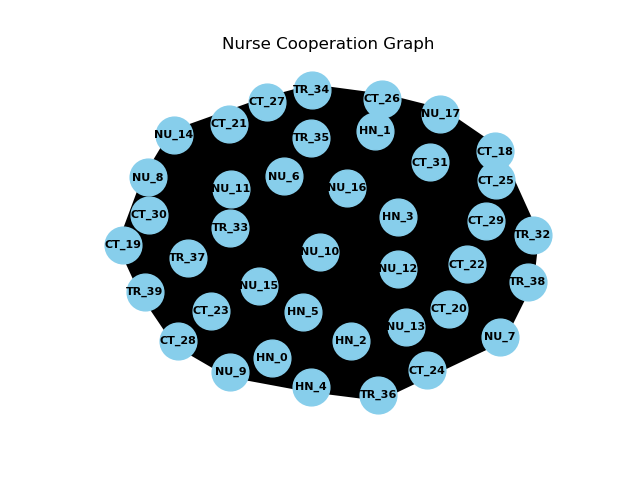 Nurse Cooperation Graph
TR_34
CT_26
CT_27
NU_17
CT_21
HN_1
NU_14
TR_35
CT_18
CT_31
NU_6
NU_8
CT_25
NU_16
NU_11
CT_30
HN_3
CT_29
TR_33
TR_32
CT_19
NU_10
TR_37
CT_22
NU_12
TR_38
NU_15
TR_39
CT_20
CT_23
HN_5
NU_13
NU_7
CT_28
HN_2
HN_0
CT_24
NU_9
HN_4
TR_36